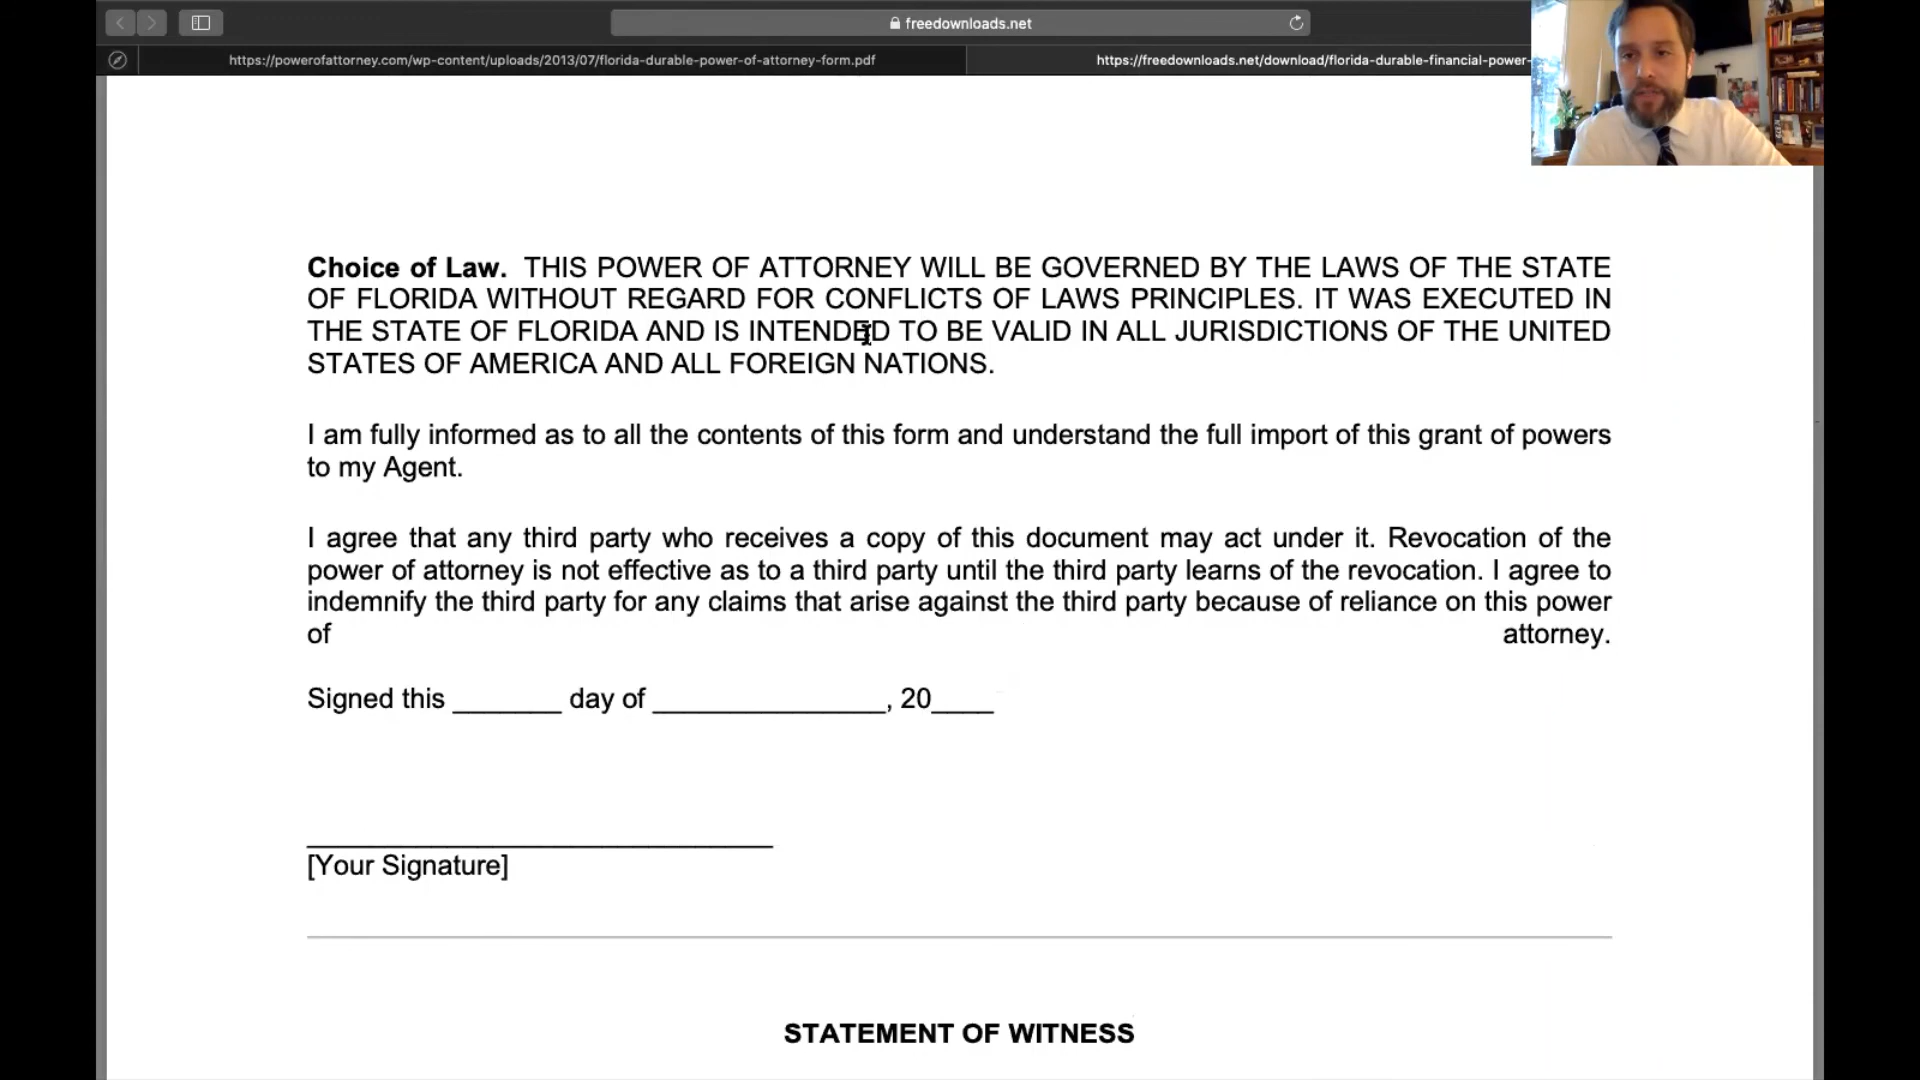 freedownloads.net
https://powerofattorney.com/wp-content/uploads/2013/07/florida-durable-power-of-attorney-form.pdf
https://freedownloads.net/download/florida-durable-financial-power-
Choice of Law. THIS POWER OF ATTORNEY WILL BE GOVERNED BY THE LAWS OF THE STATE
OF FLORIDA WITHOUT REGARD FOR CONFLICTS OF LAWS PRINCIPLES. IT WAS EXECUTED IN
THE STATE OF FLORIDA AND IS INTENDED TO BE VALID IN ALL JURISDICTIONS OF THE UNITED
STATES OF AMERICA AND ALL FOREIGN NATIONS.
I am fully informed as to all the contents of this form and understand the full import of this grant of powers
to my Agent.
I agree that any third party who receives a copy of this document may act under it. Revocation of the
power of attorney is not effective as to a third party until the third party learns of the revocation. I agree to
indemnify the third party for any claims that arise against the third party because of reliance on this power
of attorney.
Signed this _______ day of _______________, 20____
______________________________
[Your Signature]
STATEMENT OF WITNESS